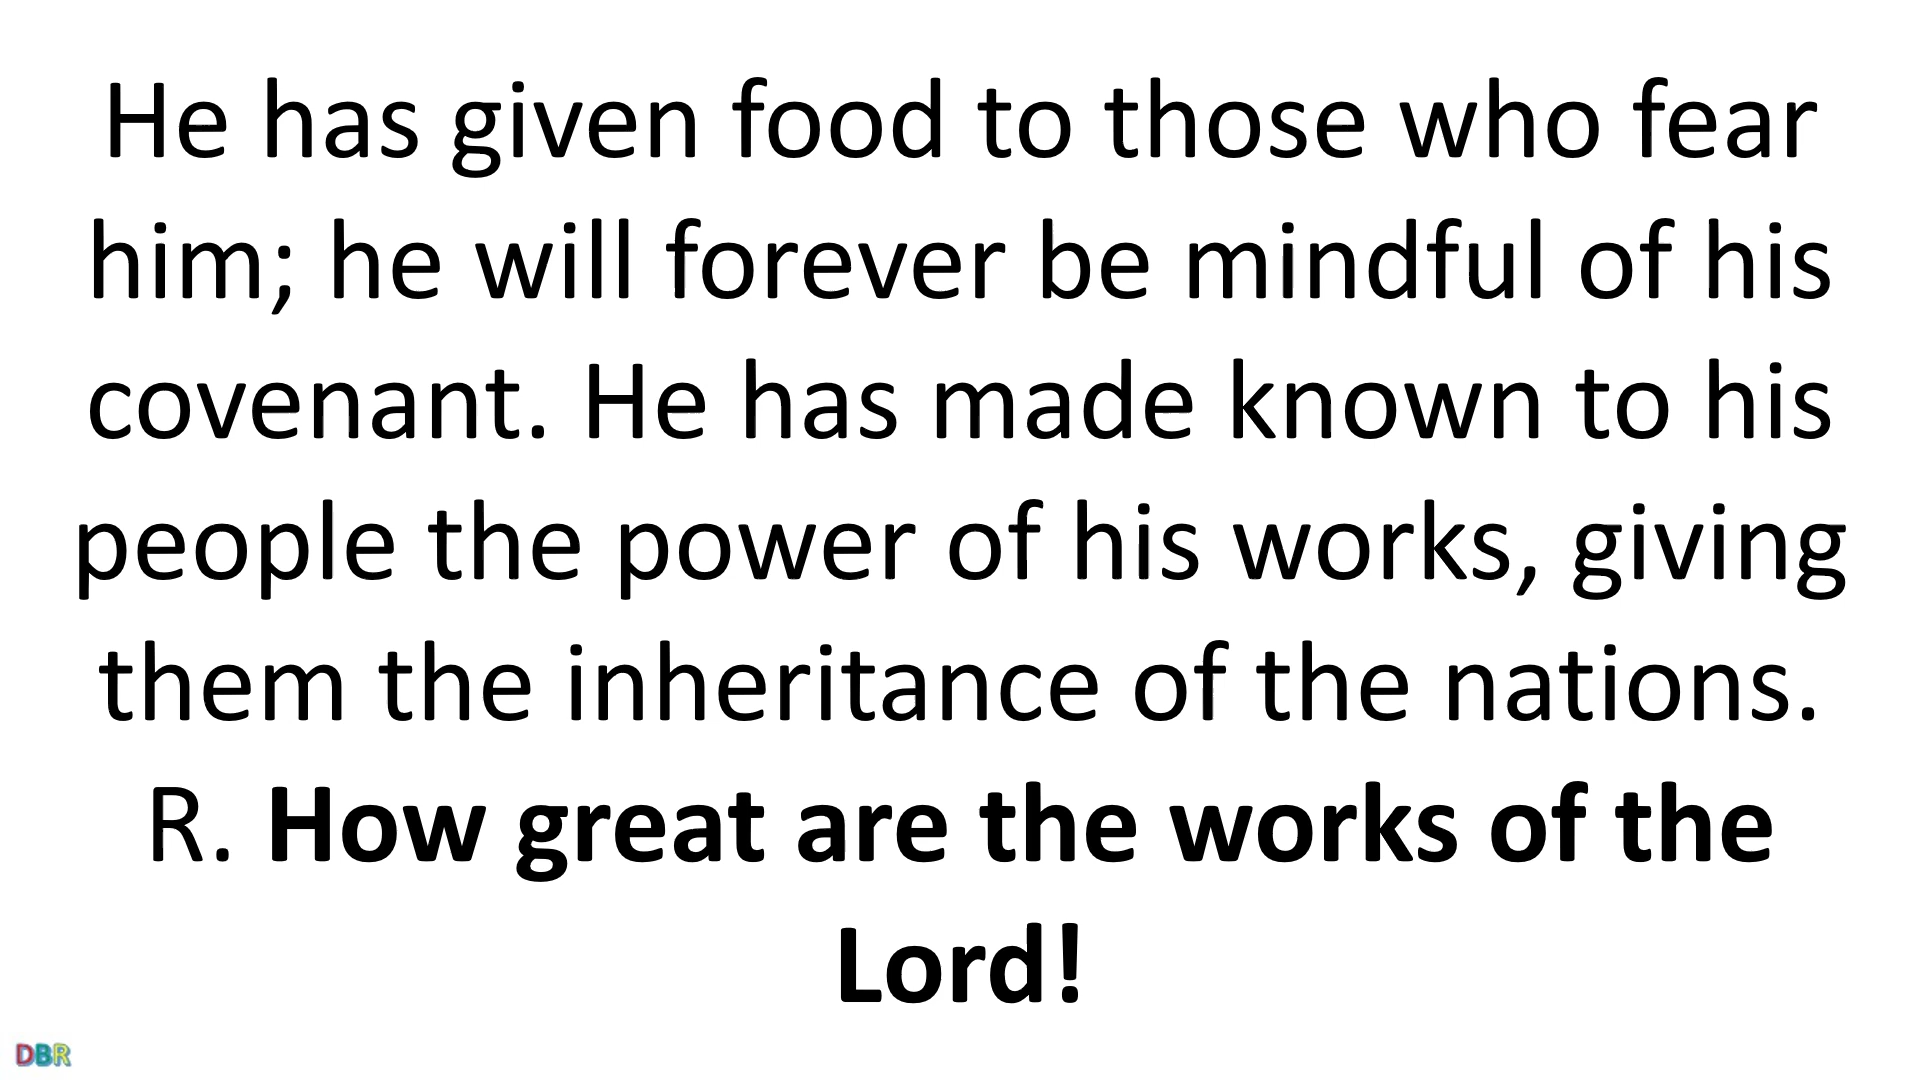 He has given food to those who fear
him; he will forever be mindful of his
covenant. He has made known to his
people the power of his works, giving
them the inheritance of the nations.
R. How great are the works of the
Lord!
DBR